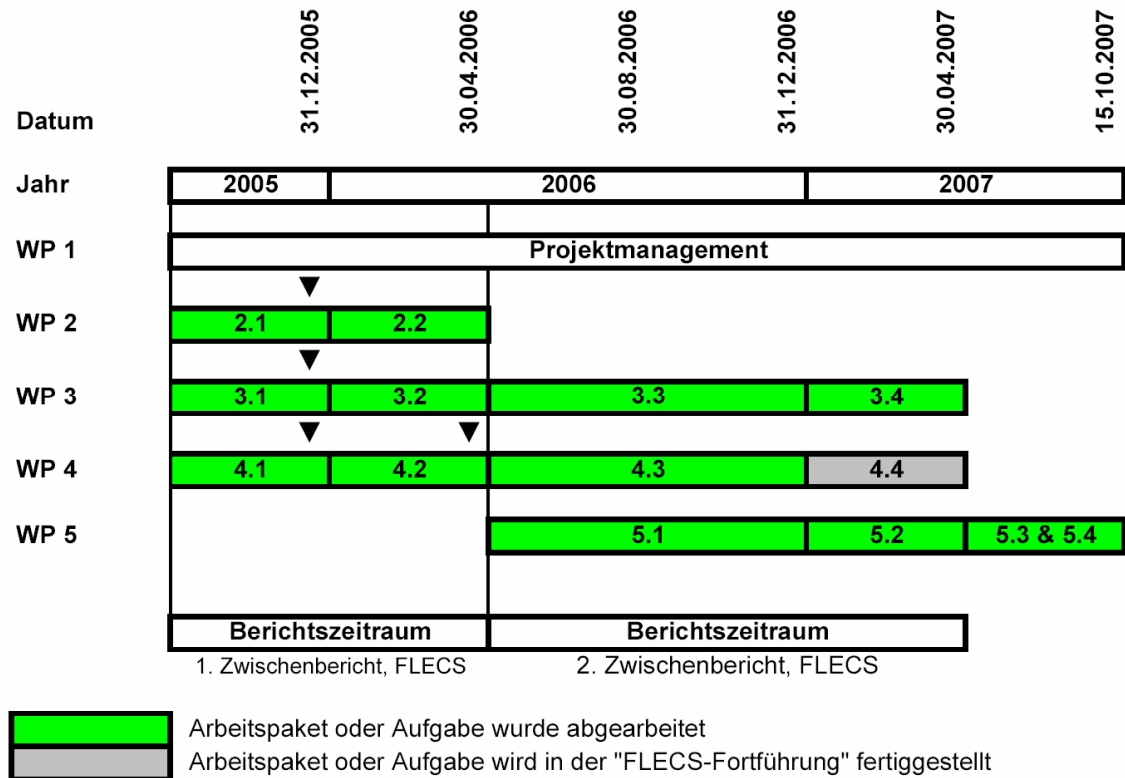 31.12.2005 30.04.2006 30.08.2006 31.12.2006 30.04.2007 15.10.2007
Datum
Jahr 2005 2006 2007
WP 1 Projektmanagement
WP 2 2.1 2.2
WP 3 3.1 3.2 3.3 3.4
WP 4 4.1 4.2 4.3 4.4
WP 5 5.1 5.2 5.3 & 5.4
Berichtszeitraum Berichtszeitraum
1. Zwischenbericht, FLECS 2. Zwischenbericht, FLECS
Arbeitspaket oder Aufgabe wurde abgearbeitet
Arbeitspaket oder Aufgabe wird in der "FLECS-Fortführung" fertiggestellt